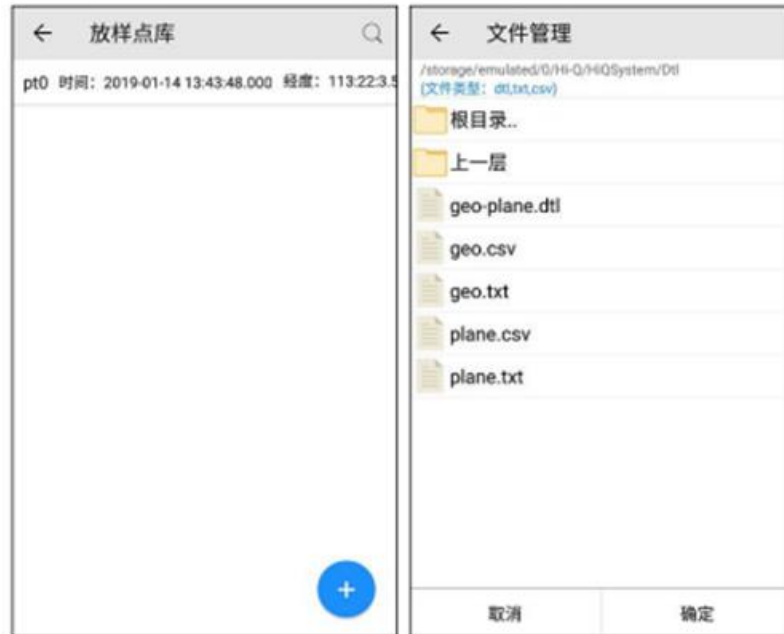 放样点库
pt0 时间：2019-01-14 13:43:48.000 经度：113:22:3.5
文件管理
/storage/emulated/0/Hi-Q/HiQSystem/Dtl
(文件类型：dtl,txt,csv)
根目录..
上一层
geo-plane.dtl
geo.csv
geo.txt
plane.csv
plane.txt
取消 确定